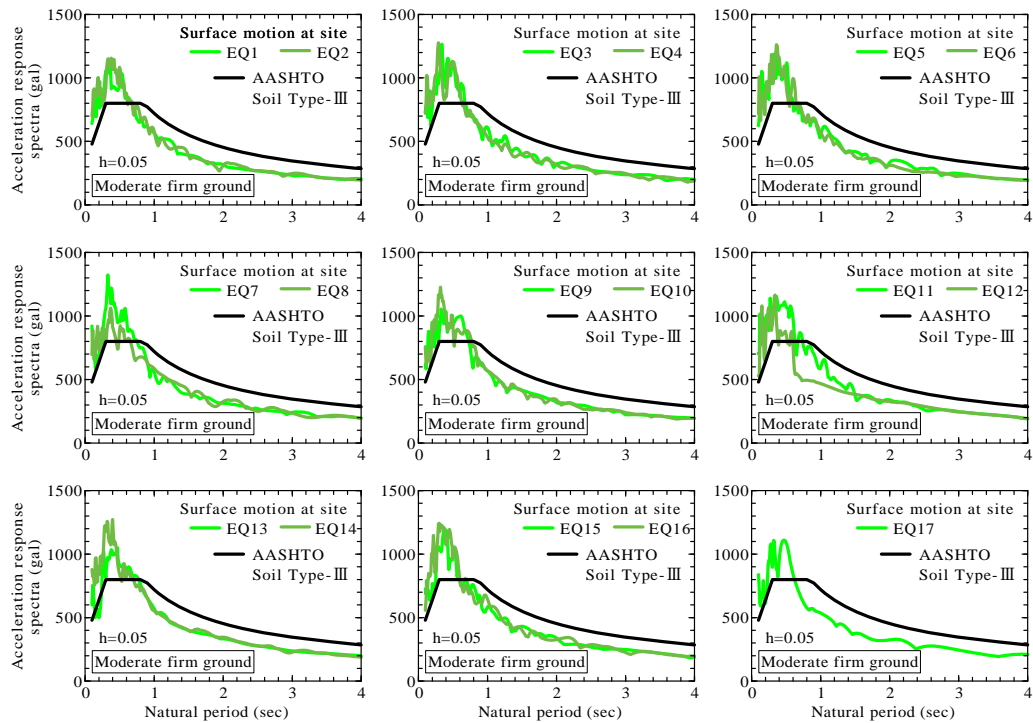 Acceleration response
spectra (gal)
1500
1000
500
0
Surface motion at site
EQ1 EQ2
AASHTO
Soil Type-Ⅲ
h=0.05
Moderate firm ground
0 1 2 3 4
1500
1000
500
0
Surface motion at site
EQ3 EQ4
AASHTO
Soil Type-Ⅲ
h=0.05
Moderate firm ground
0 1 2 3 4
1500
1000
500
0
Surface motion at site
EQ5 EQ6
AASHTO
Soil Type-Ⅲ
h=0.05
Moderate firm ground
0 1 2 3 4
Acceleration response
spectra (gal)
1500
1000
500
0
Surface motion at site
EQ7 EQ8
AASHTO
Soil Type-Ⅲ
h=0.05
Moderate firm ground
0 1 2 3 4
1500
1000
500
0
Surface motion at site
EQ9 EQ10
AASHTO
Soil Type-Ⅲ
h=0.05
Moderate firm ground
0 1 2 3 4
1500
1000
500
0
Surface motion at site
EQ11 EQ12
AASHTO
Soil Type-Ⅲ
h=0.05
Moderate firm ground
0 1 2 3 4
Acceleration response
spectra (gal)
1500
1000
500
0
Surface motion at site
EQ13 EQ14
AASHTO
Soil Type-Ⅲ
h=0.05
Moderate firm ground
0 1 2 3 4
Natural period (sec)
1500
1000
500
0
Surface motion at site
EQ15 EQ16
AASHTO
Soil Type-Ⅲ
h=0.05
Moderate firm ground
0 1 2 3 4
Natural period (sec)
1500
1000
500
0
Surface motion at site
EQ17
AASHTO
Soil Type-Ⅲ
h=0.05
Moderate firm ground
0 1 2 3 4
Natural period (sec)